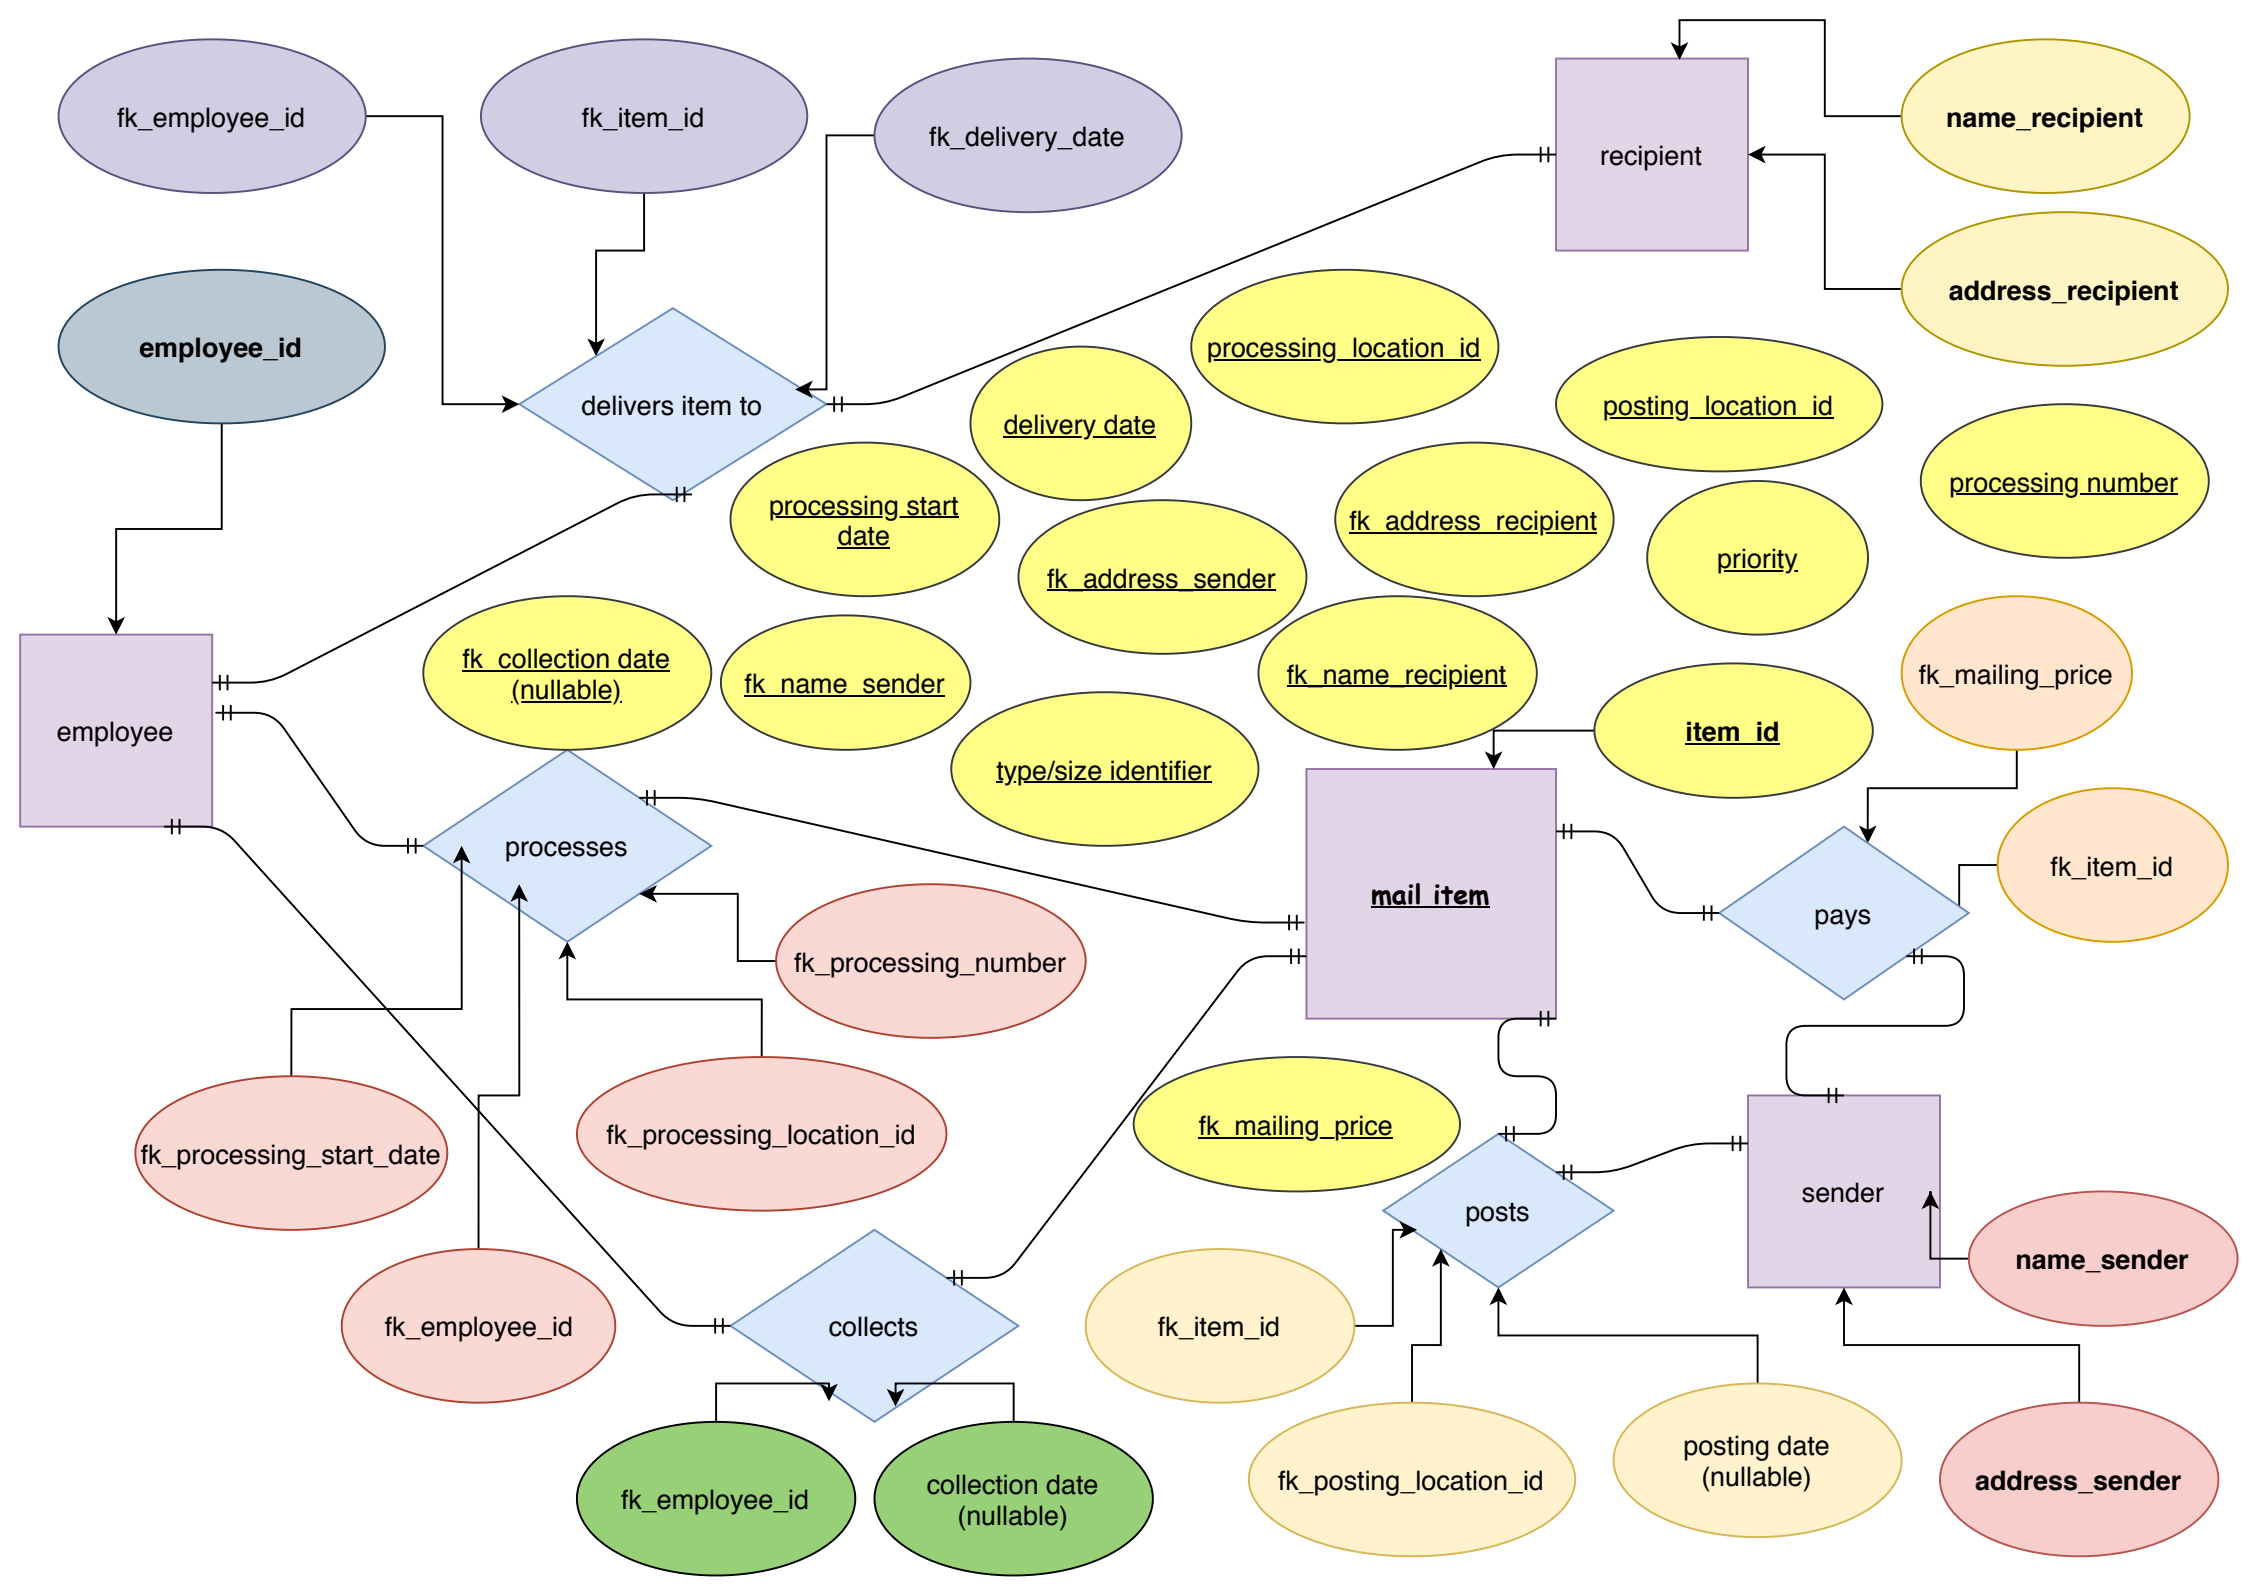 fk_employee_id
fk_item_id
fk_delivery_date
name_recipient
recipient
address_recipient
employee_id
processing_location_id
delivers item to
delivery date
posting_location_id
processing number
processing start
date
fk_address_recipient
fk_address_sender
priority
fk_collection date
(nullable)
fk_name_sender
fk_name_recipient
fk_mailing_price
employee
item_id
type/size identifier
processes
fk_item_id
mail item
pays
fk_processing_number
fk_mailing_price
fk_processing_location_id
fk_processing_start_date
sender
posts
name_sender
fk_employee_id
collects
fk_item_id
posting date
(nullable)
fk_posting_location_id
address_sender
fk_employee_id
collection date
(nullable)